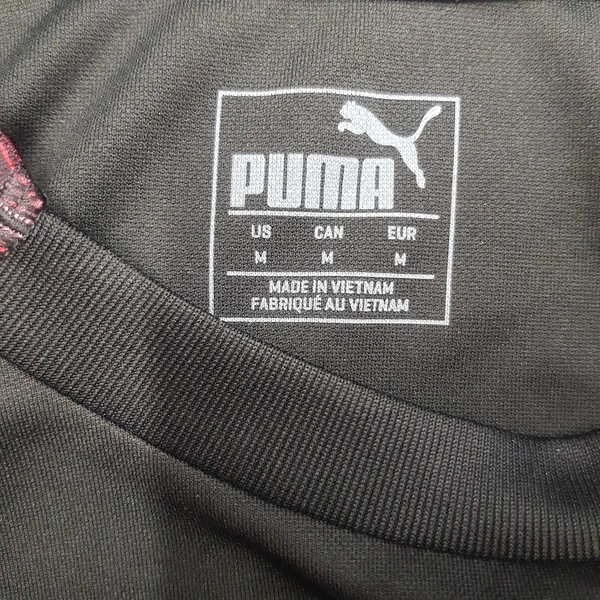 PUMA
US CAN EUR
M M M
MADE IN VIETNAM
FABRIQUÉ AU VIETNAM